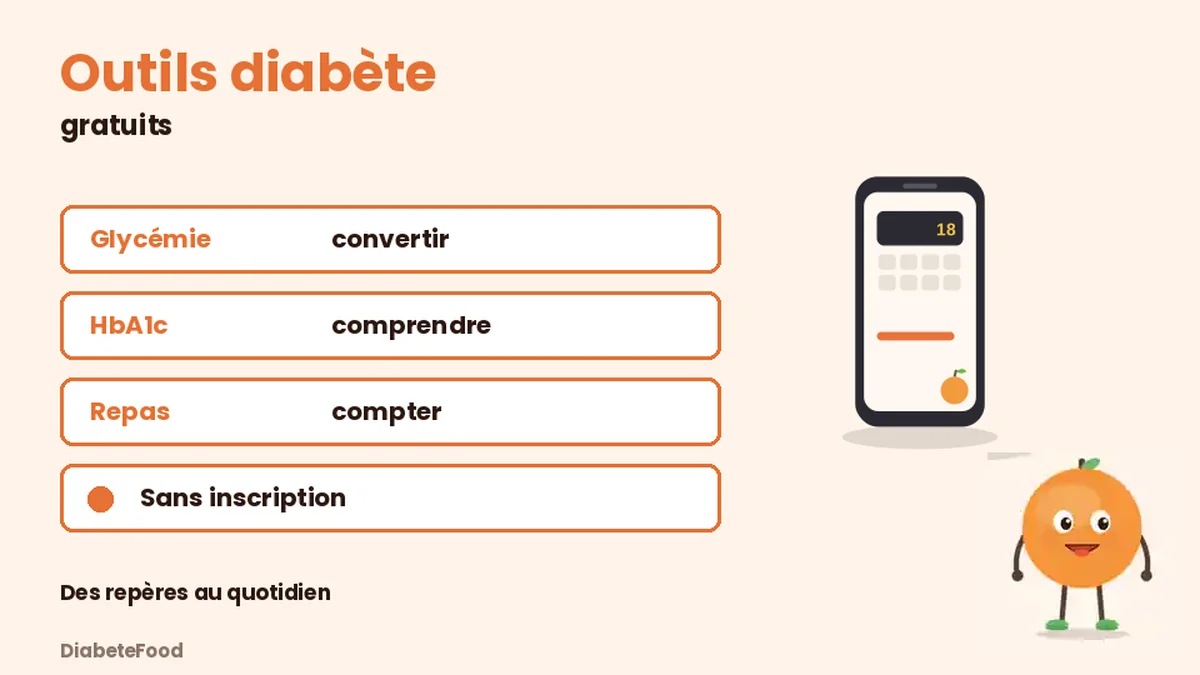 Outils diabète
gratuits
Glycémie convertir
HbA1c comprendre
Repas compter
Sans inscription
Des repères au quotidien
DiabeteFood
18